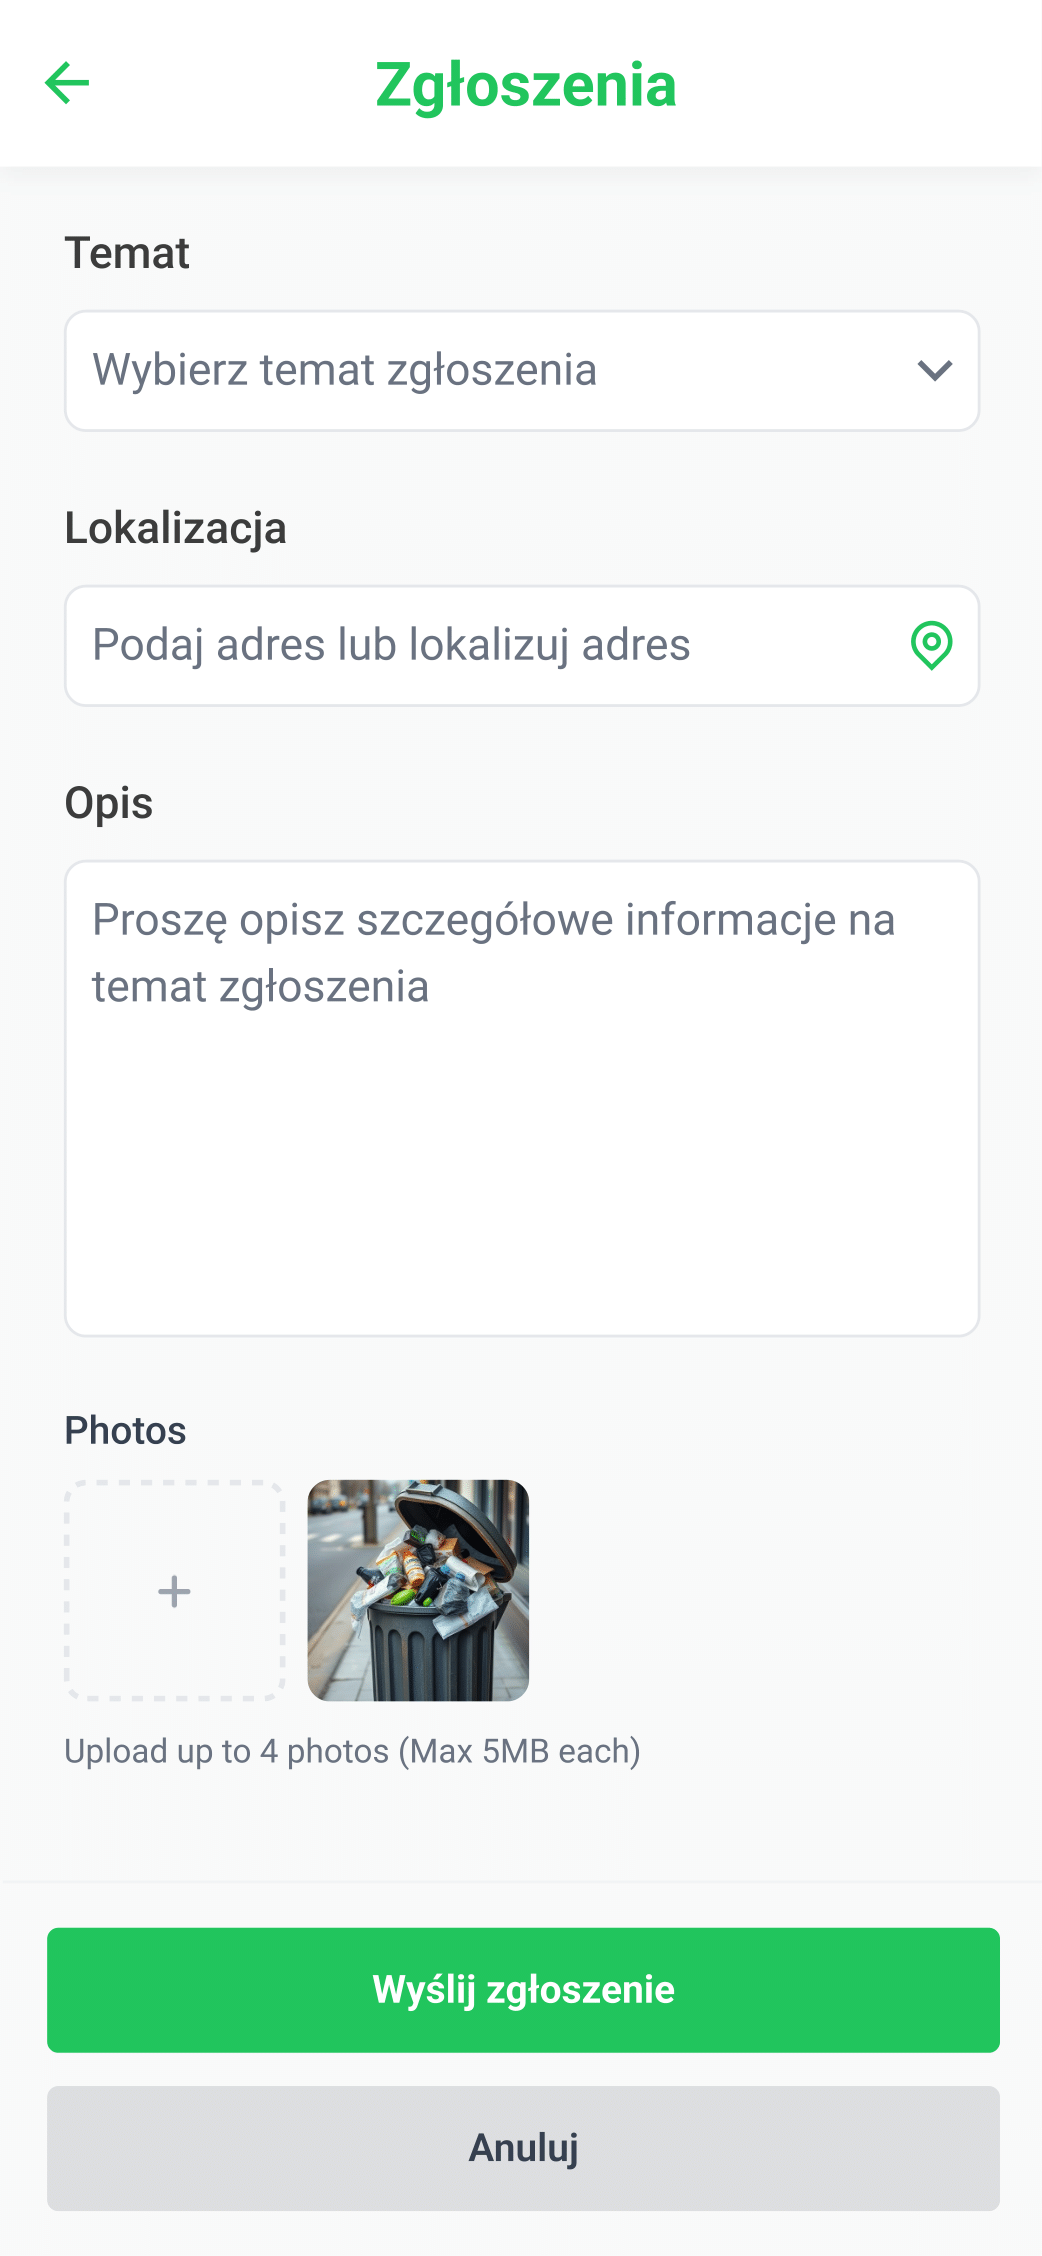 Zgłoszenia
Temat
Wybierz temat zgłoszenia
Lokalizacja
Podaj adres lub lokalizuj adres
Opis
Proszę opisz szczegółowe informacje na
temat zgłoszenia
Photos
Upload up to 4 photos (Max 5MB each)
Wyślij zgłoszenie
Anuluj